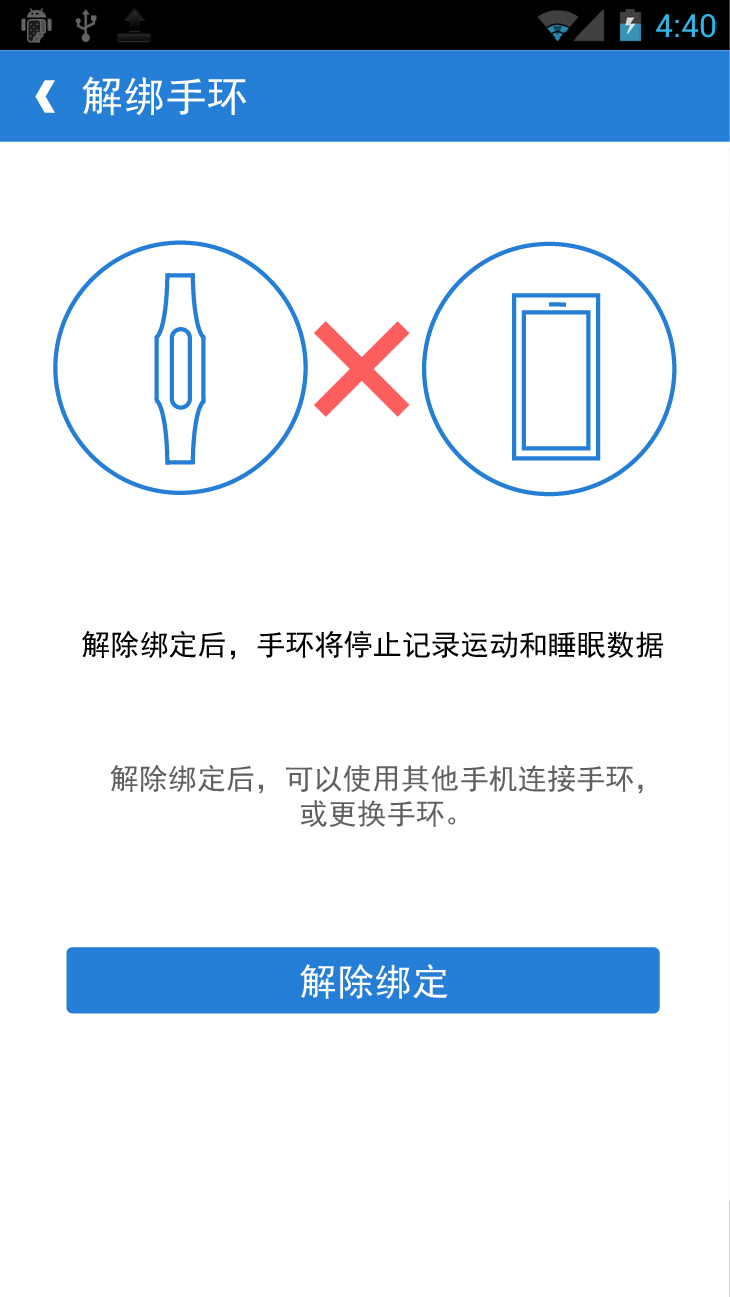 4:40
解绑手环
解除绑定后，手环将停止记录运动和睡眠数据
解除绑定后，可以使用其他手机连接手环，
或更换手环。
解除绑定